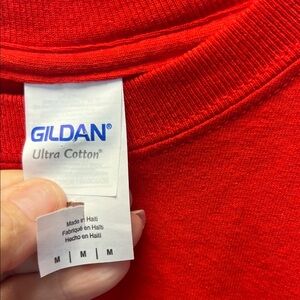 GILDAN®
Ultra Cotton®
Made in Haiti
Fabriqué en Haïti
Hecho en Haití
M | M | M